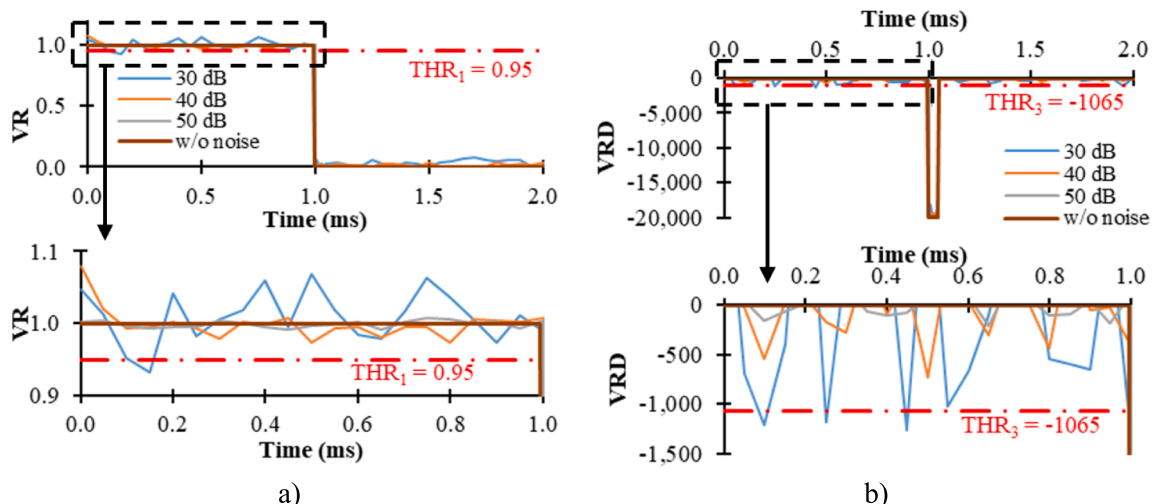 1.0
0.5
0.0
VR
THR1 = 0.95
30 dB
40 dB
50 dB
w/o noise
0.0 0.5 1.0 1.5 2.0
Time (ms)
1.1
1.0
0.9
VR
THR1 = 0.95
0.0 0.2 0.4 0.6 0.8 1.0
Time (ms)
a)
Time (ms)
0.0 0.5 1.0 1.5 2.0
0
-5,000
-10,000
-15,000
-20,000
VRD
THR3 = -1065
30 dB
40 dB
50 dB
w/o noise
Time (ms)
0.0 0.2 0.4 0.6 0.8 1.0
0
-500
-1,000
-1,500
VRD
THR3 = -1065
b)